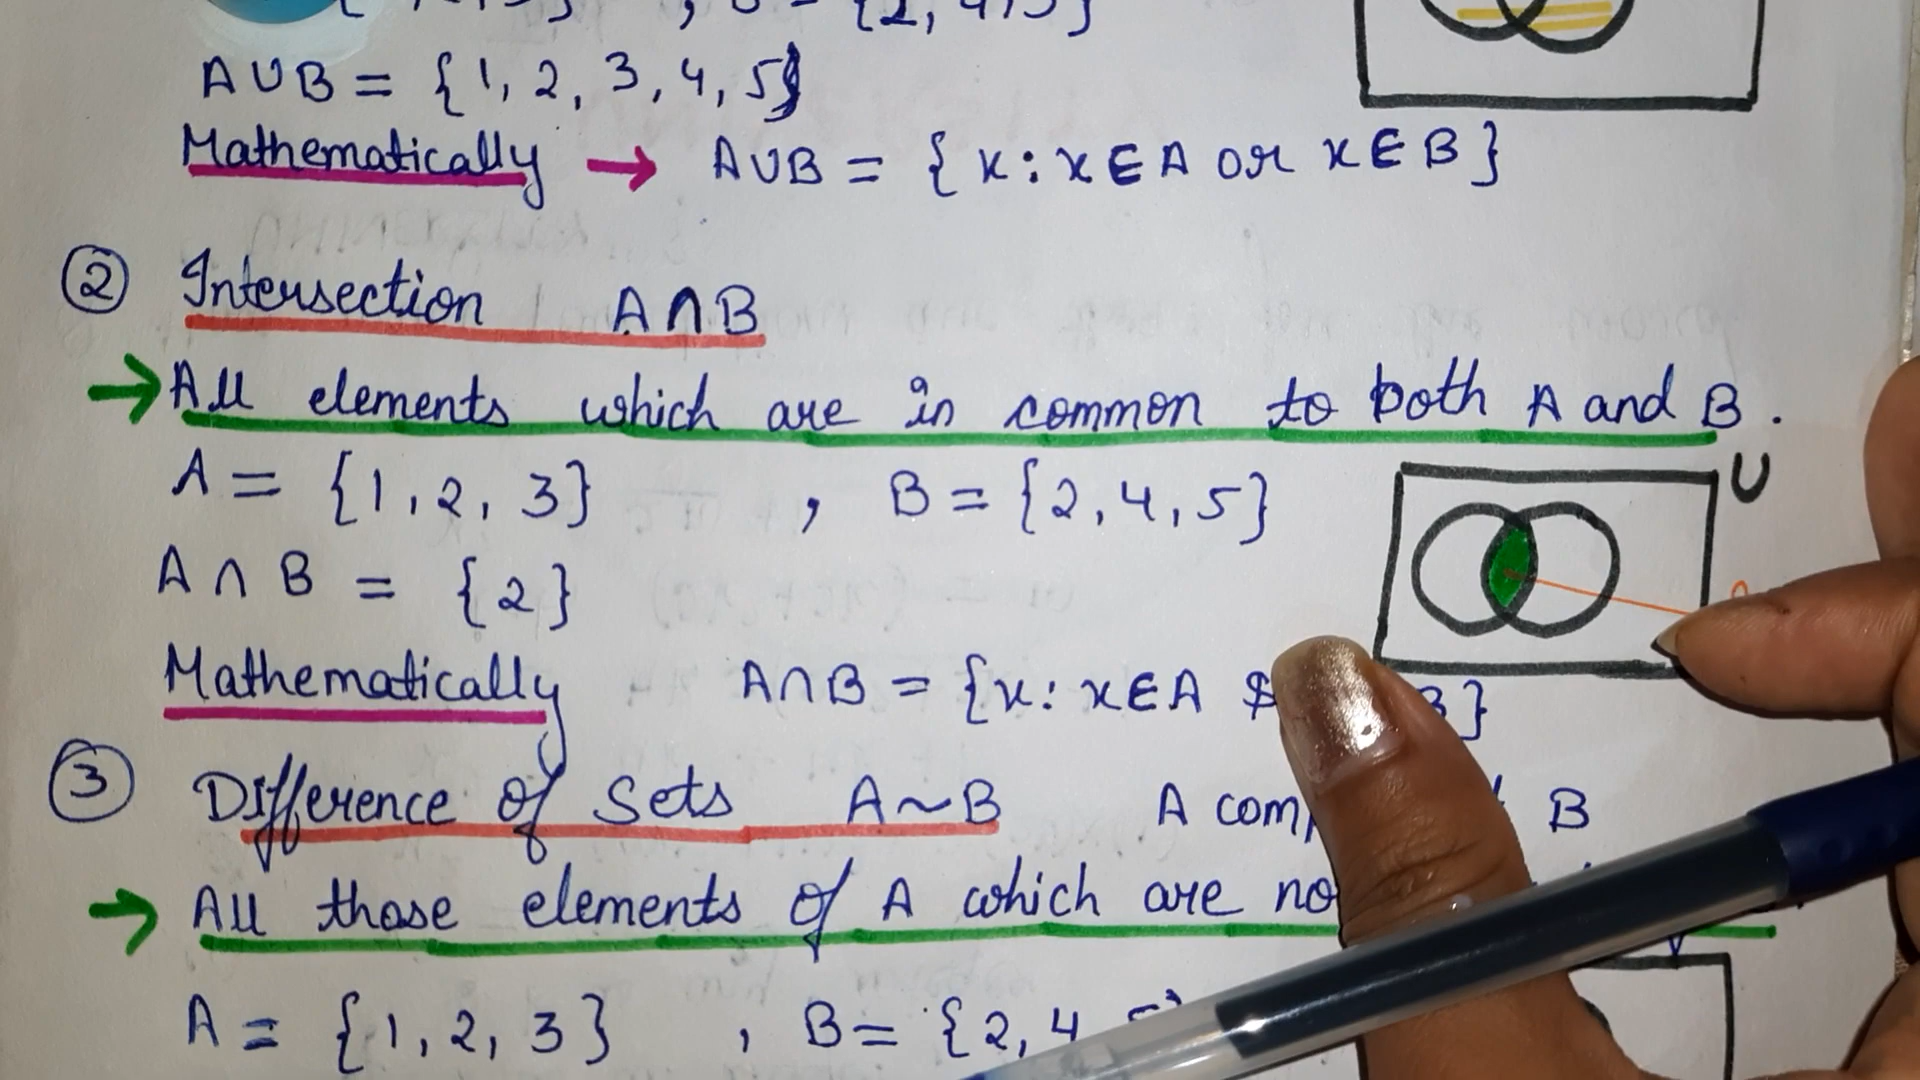 A∪B = {1, 2, 3, 4, 5}
Mathematically → A∪B = {x : x∈A or x∈B}
② Intersection A∩B
→ All elements which are in common to both A and B.
A = {1, 2, 3} , B = {2, 4, 5}
U
A ∩ B = {2}
Mathematically A∩B = {x : x∈A $ B}
③ Difference of Sets A~B A B
→ All those elements of A which are
A = {1, 2, 3} , B = {2, 4